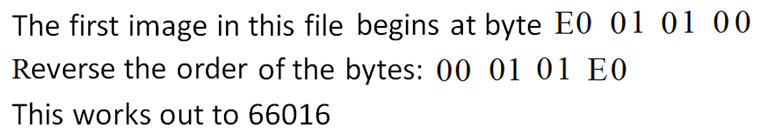 The first image in this file begins at byte E0 01 01 00
Reverse the order of the bytes: 00 01 01 E0
This works out to 66016